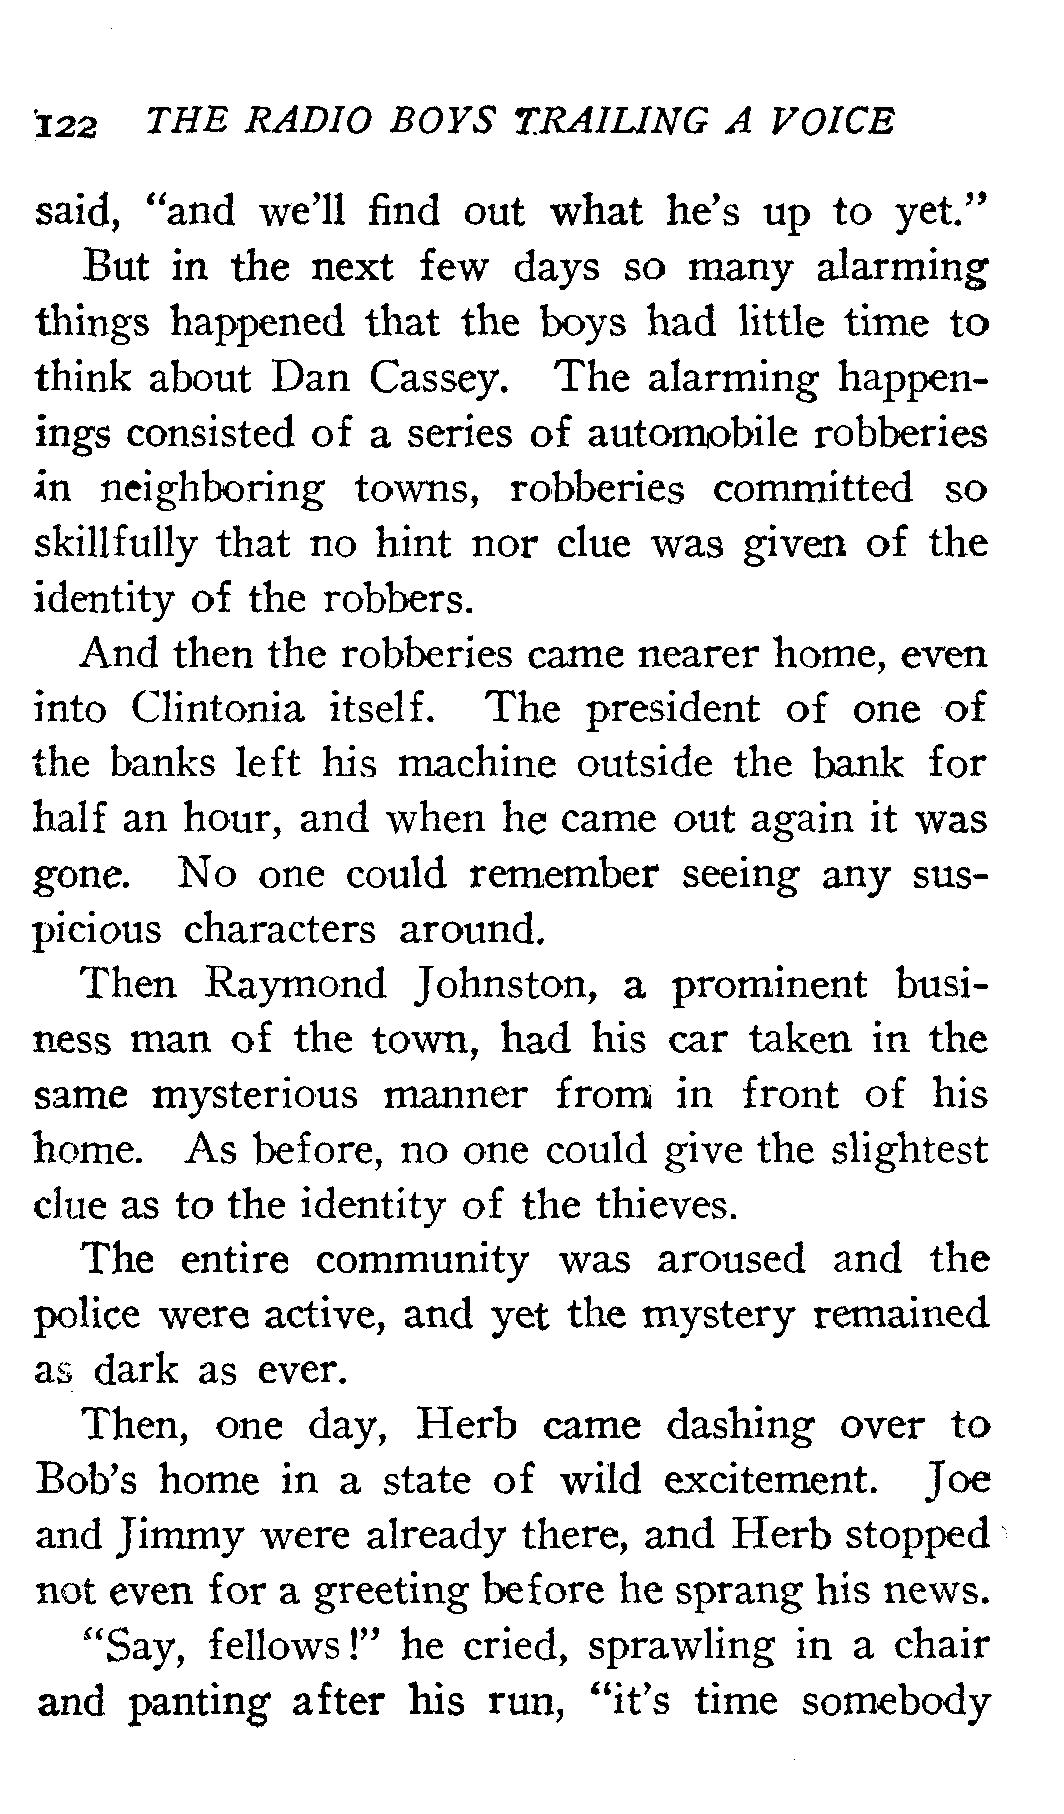 122 THE RADIO BOYS TRAILING A VOICE
said, "and we'll find out what he's up to yet."
But in the next few days so many alarming
things happened that the boys had little time to
think about Dan Cassey. The alarming happen-
ings consisted of a series of automobile robberies
in neighboring towns, robberies committed so
skillfully that no hint nor clue was given of the
identity of the robbers.
And then the robberies came nearer home, even
into Clintonia itself. The president of one of
the banks left his machine outside the bank for
half an hour, and when he came out again it was
gone. No one could remember seeing any sus-
picious characters around.
Then Raymond Johnston, a prominent busi-
ness man of the town, had his car taken in the
same mysterious manner from in front of his
home. As before, no one could give the slightest
clue as to the identity of the thieves.
The entire community was aroused and the
police were active, and yet the mystery remained
as dark as ever.
Then, one day, Herb came dashing over to
Bob's home in a state of wild excitement. Joe
and Jimmy were already there, and Herb stopped
not even for a greeting before he sprang his news.
"Say, fellows!" he cried, sprawling in a chair
and panting after his run, "it's time somebody